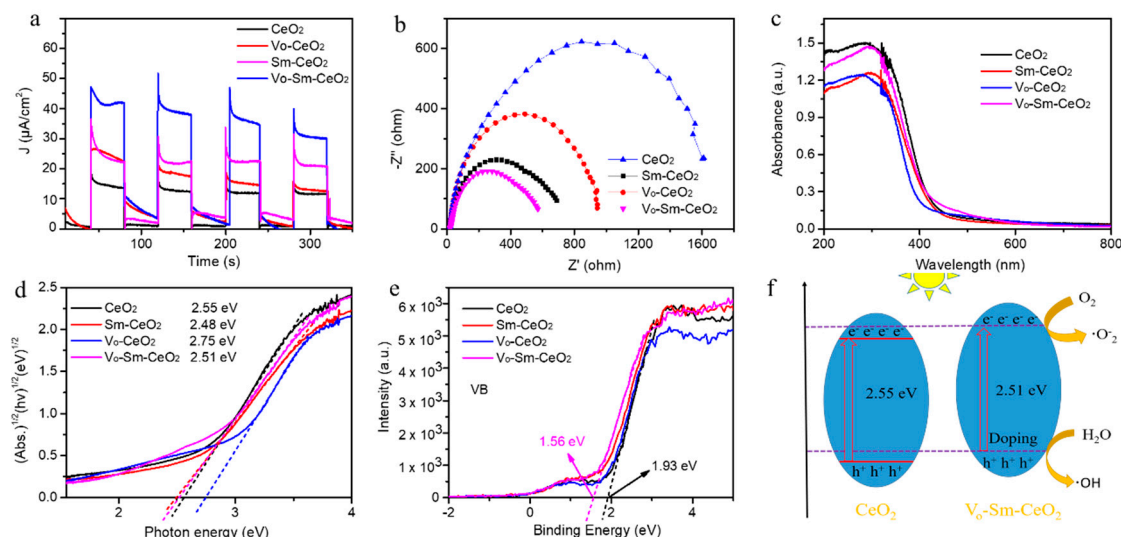 a
J (μA/cm²)
60
50
40
30
20
10
0
100
200
300
Time (s)
CeO₂
Vo-CeO₂
Sm-CeO₂
Vo-Sm-CeO₂
b
-Z'' (ohm)
600
400
200
0
0
400
800
1200
1600
Z' (ohm)
CeO₂
Sm-CeO₂
Vₒ-CeO₂
Vₒ-Sm-CeO₂
c
Absorbance (a.u.)
1.5
1.2
0.9
0.6
0.3
0.0
200
300
400
500
600
700
800
Wavelength (nm)
CeO₂
Sm-CeO₂
Vₒ-CeO₂
Vₒ-Sm-CeO₂
d
(Abs.)¹/²(hv)¹/²(eV)¹/²
2.5
2.0
1.5
1.0
0.5
0.0
2
3
4
Photon energy (eV)
CeO₂ 2.55 eV
Sm-CeO₂ 2.48 eV
Vₒ-CeO₂ 2.75 eV
Vₒ-Sm-CeO₂ 2.51 eV
e
Intensity (a.u.)
6 x 10³
5 x 10³
4 x 10³
3 x 10³
2 x 10³
1 x 10³
0
-2
0
2
4
Binding Energy (eV)
CeO₂
Sm-CeO₂
Vₒ-CeO₂
Vₒ-Sm-CeO₂
VB
1.56 eV
1.93 eV
f
e⁻ e⁻ e⁻ e⁻
2.55 eV
h⁺ h⁺ h⁺
CeO₂
e⁻ e⁻ e⁻ e⁻
2.51 eV
Doping
h⁺ h⁺ h⁺
Vₒ-Sm-CeO₂
O₂
·O⁻₂
H₂O
·OH